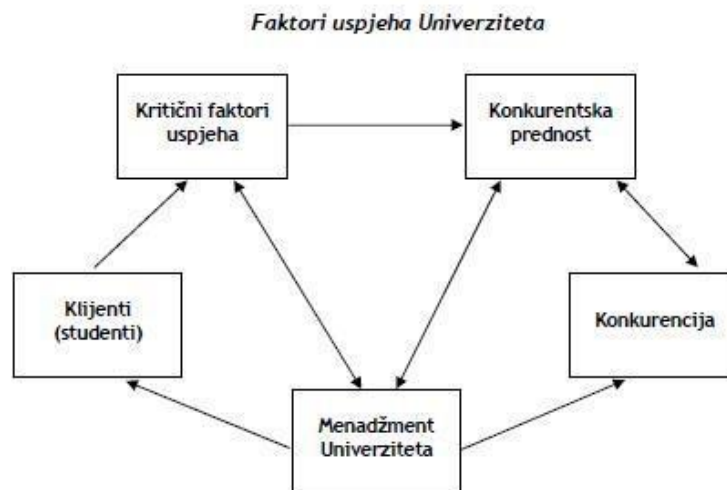 Faktori uspjeha Univerziteta
Kritični faktori
uspjeha
Konkurentska
prednost
Klijenti
(studenti)
Konkurencija
Menadžment
Univerziteta